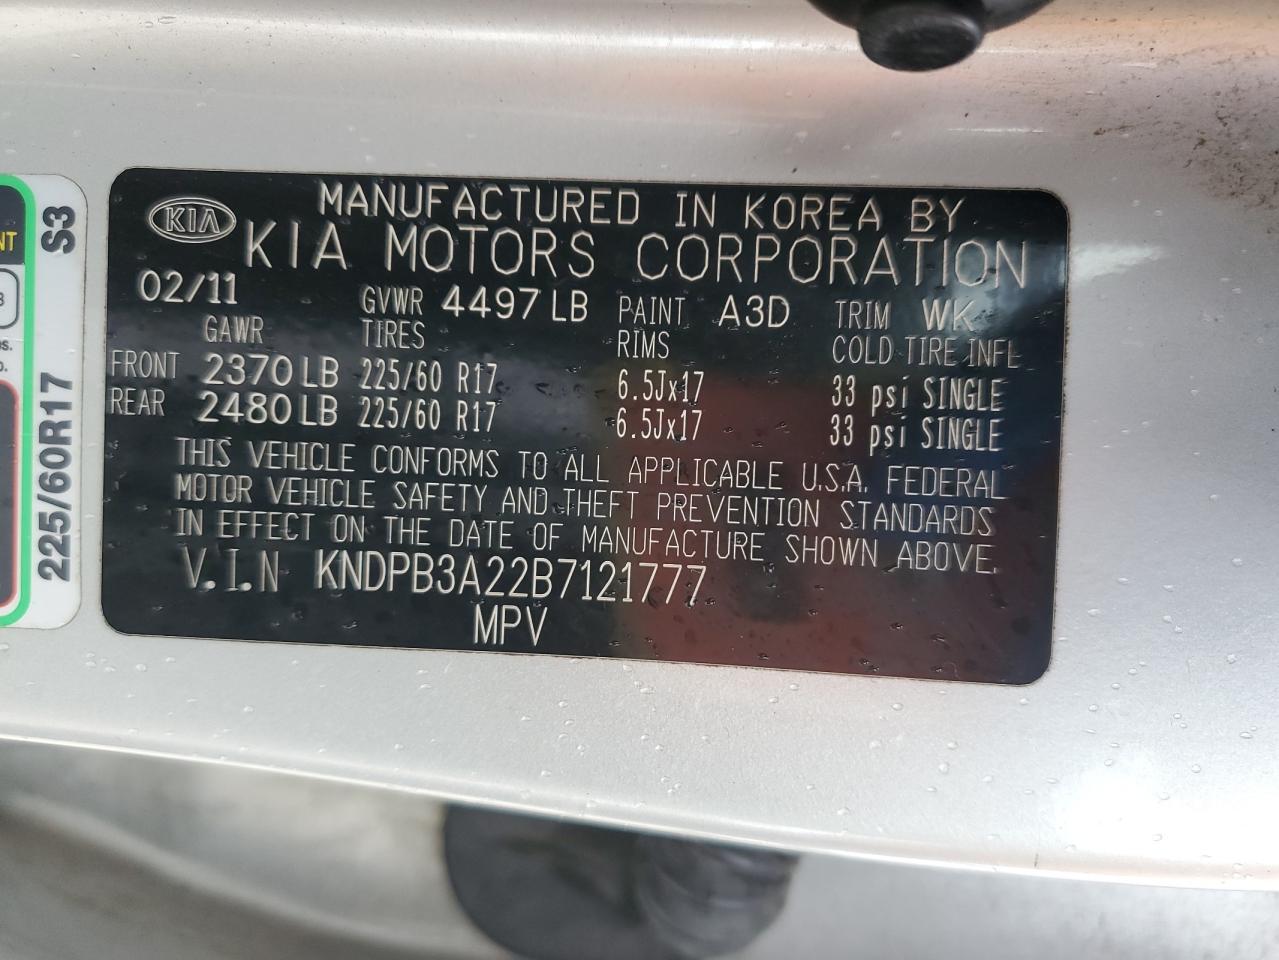 MANUFACTURED IN KOREA BY
KIA
KIA MOTORS CORPORATION
02/11 GVWR 4497 LB PAINT A3D TRIM WK
GAWR TIRES RIMS COLD TIRE INFL
FRONT 2370 LB 225/60 R17 6.5Jx17 33 psi SINGLE
REAR 2480 LB 225/60 R17 6.5Jx17 33 psi SINGLE
THIS VEHICLE CONFORMS TO ALL APPLICABLE U.S.A. FEDERAL
MOTOR VEHICLE SAFETY AND THEFT PREVENTION STANDARDS
IN EFFECT ON THE DATE OF MANUFACTURE SHOWN ABOVE.
V.I.N KNDPB3A22B7121777
MPV
225/60R17 S3